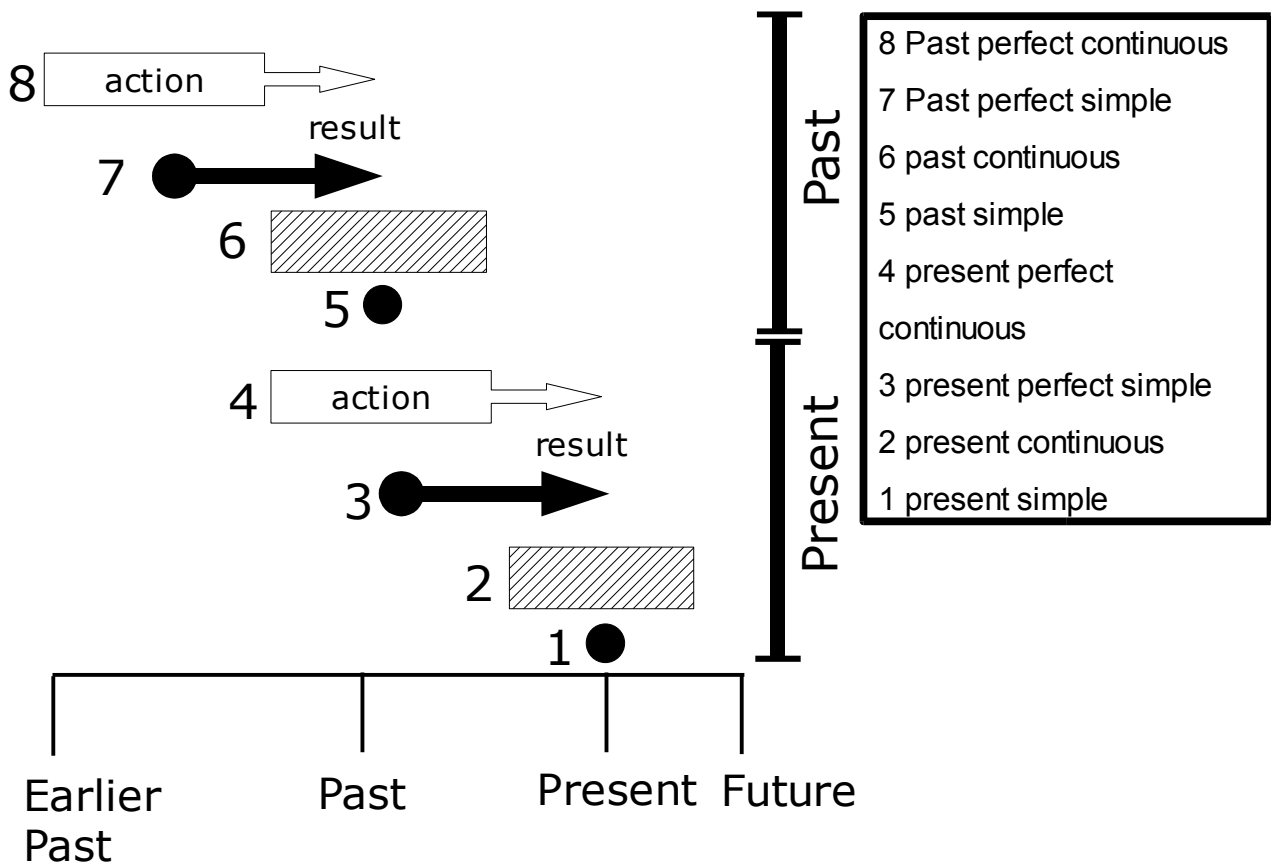 8 action
result
7
6
5
4 action
result
3
2
1
Earlier
Past
Past
Present
Future
Past
Present
8 Past perfect continuous
7 Past perfect simple
6 past continuous
5 past simple
4 present perfect
continuous
3 present perfect simple
2 present continuous
1 present simple